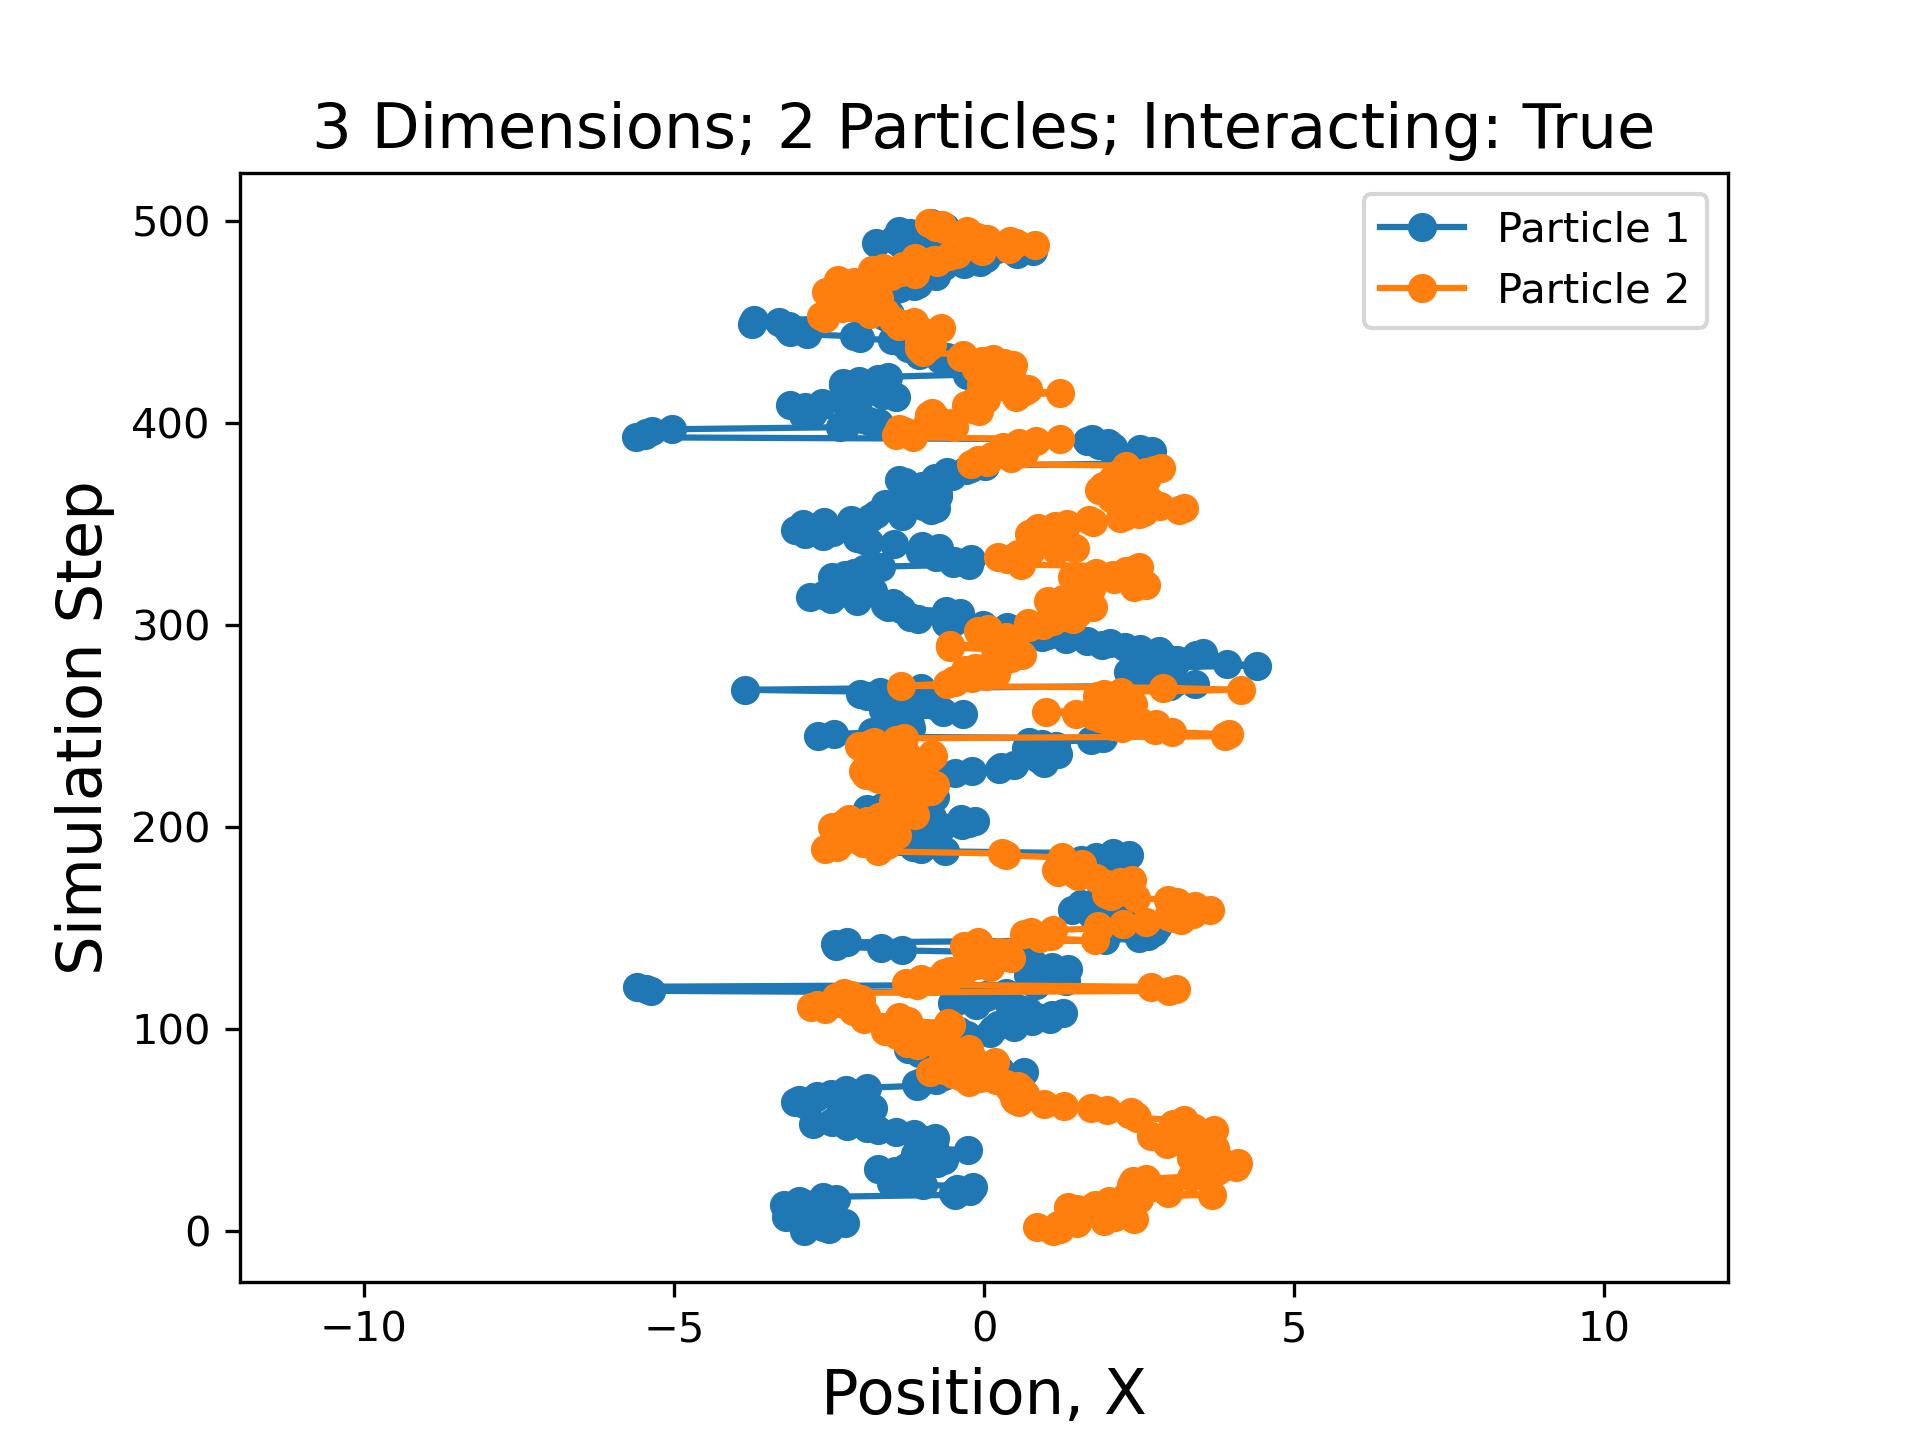 3 Dimensions; 2 Particles; Interacting: True
Particle 1
Particle 2
Simulation Step
500
400
300
200
100
0
−10
−5
0
5
10
Position, X